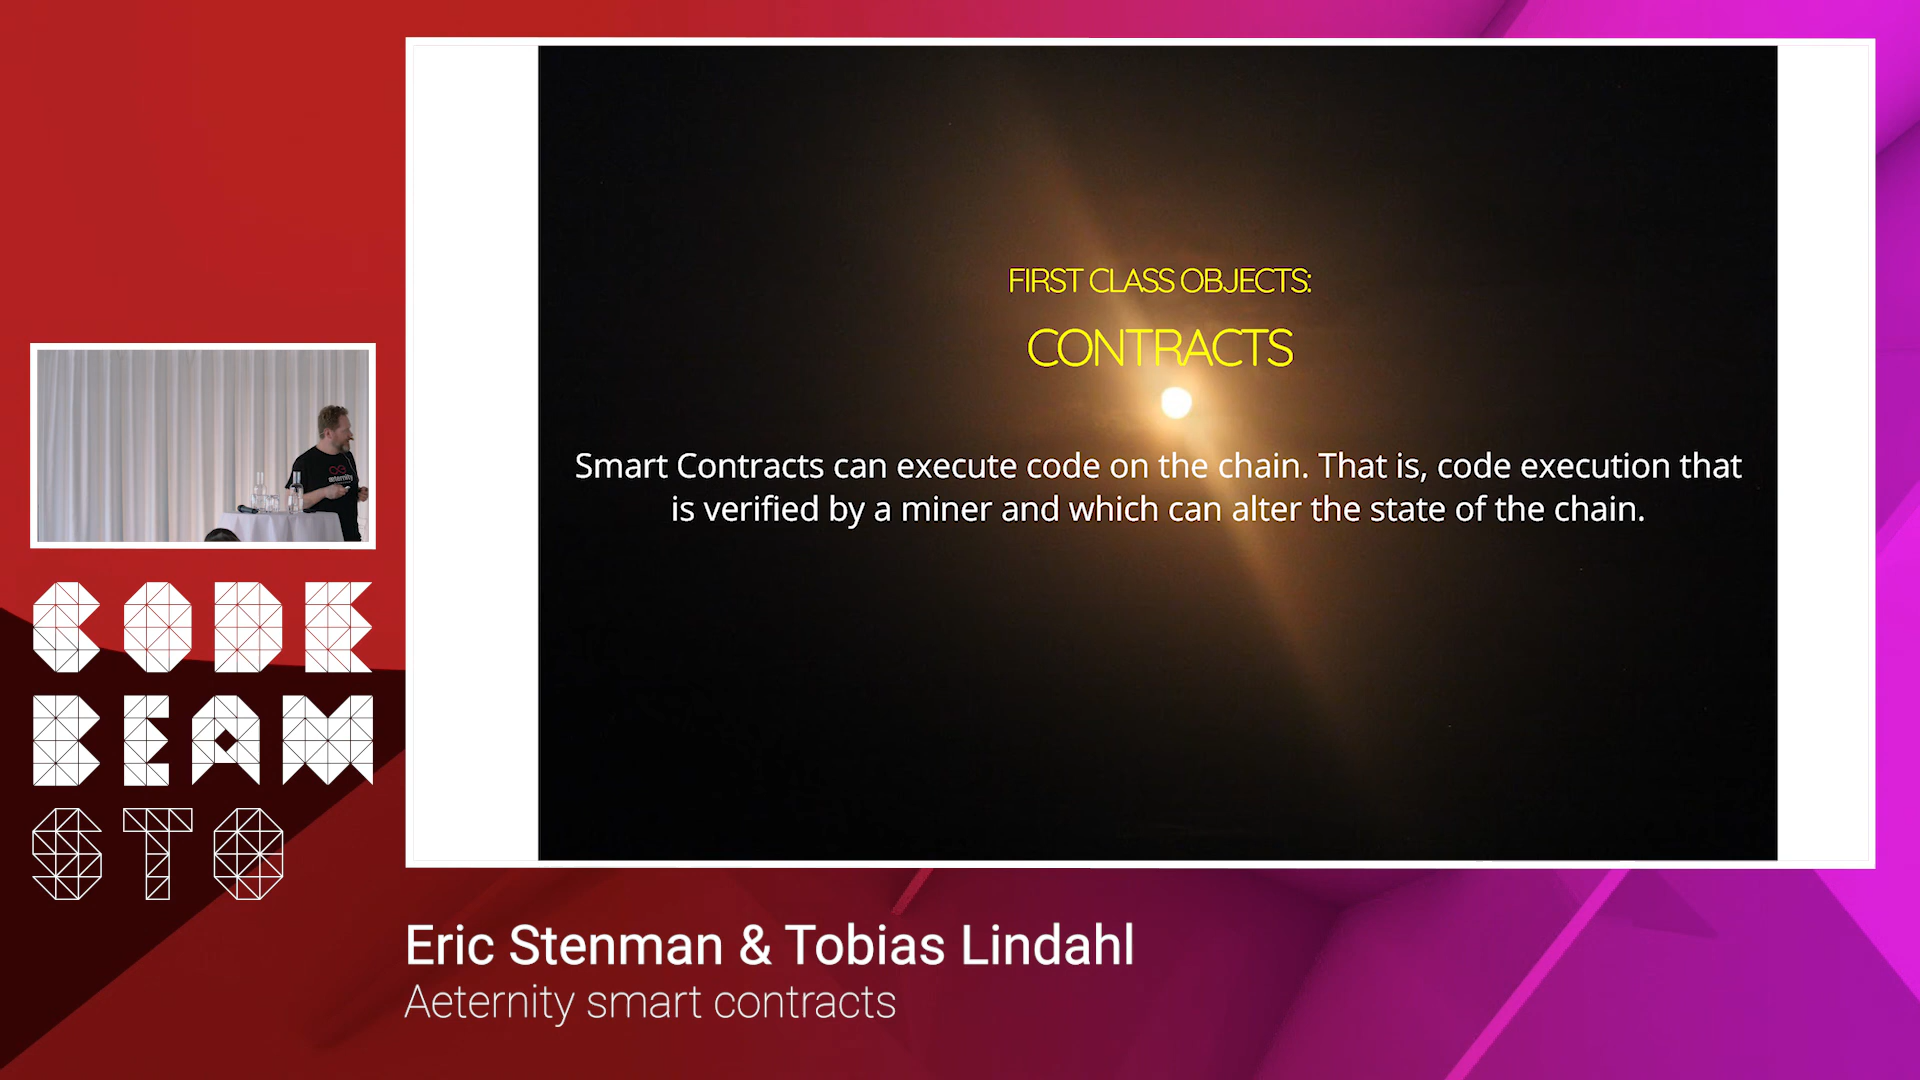 FIRST CLASS OBJECTS:
CONTRACTS
Smart Contracts can execute code on the chain. That is, code execution that
is verified by a miner and which can alter the state of the chain.
æternity
CODE
BEAM
STO
Eric Stenman & Tobias Lindahl
Aeternity smart contracts